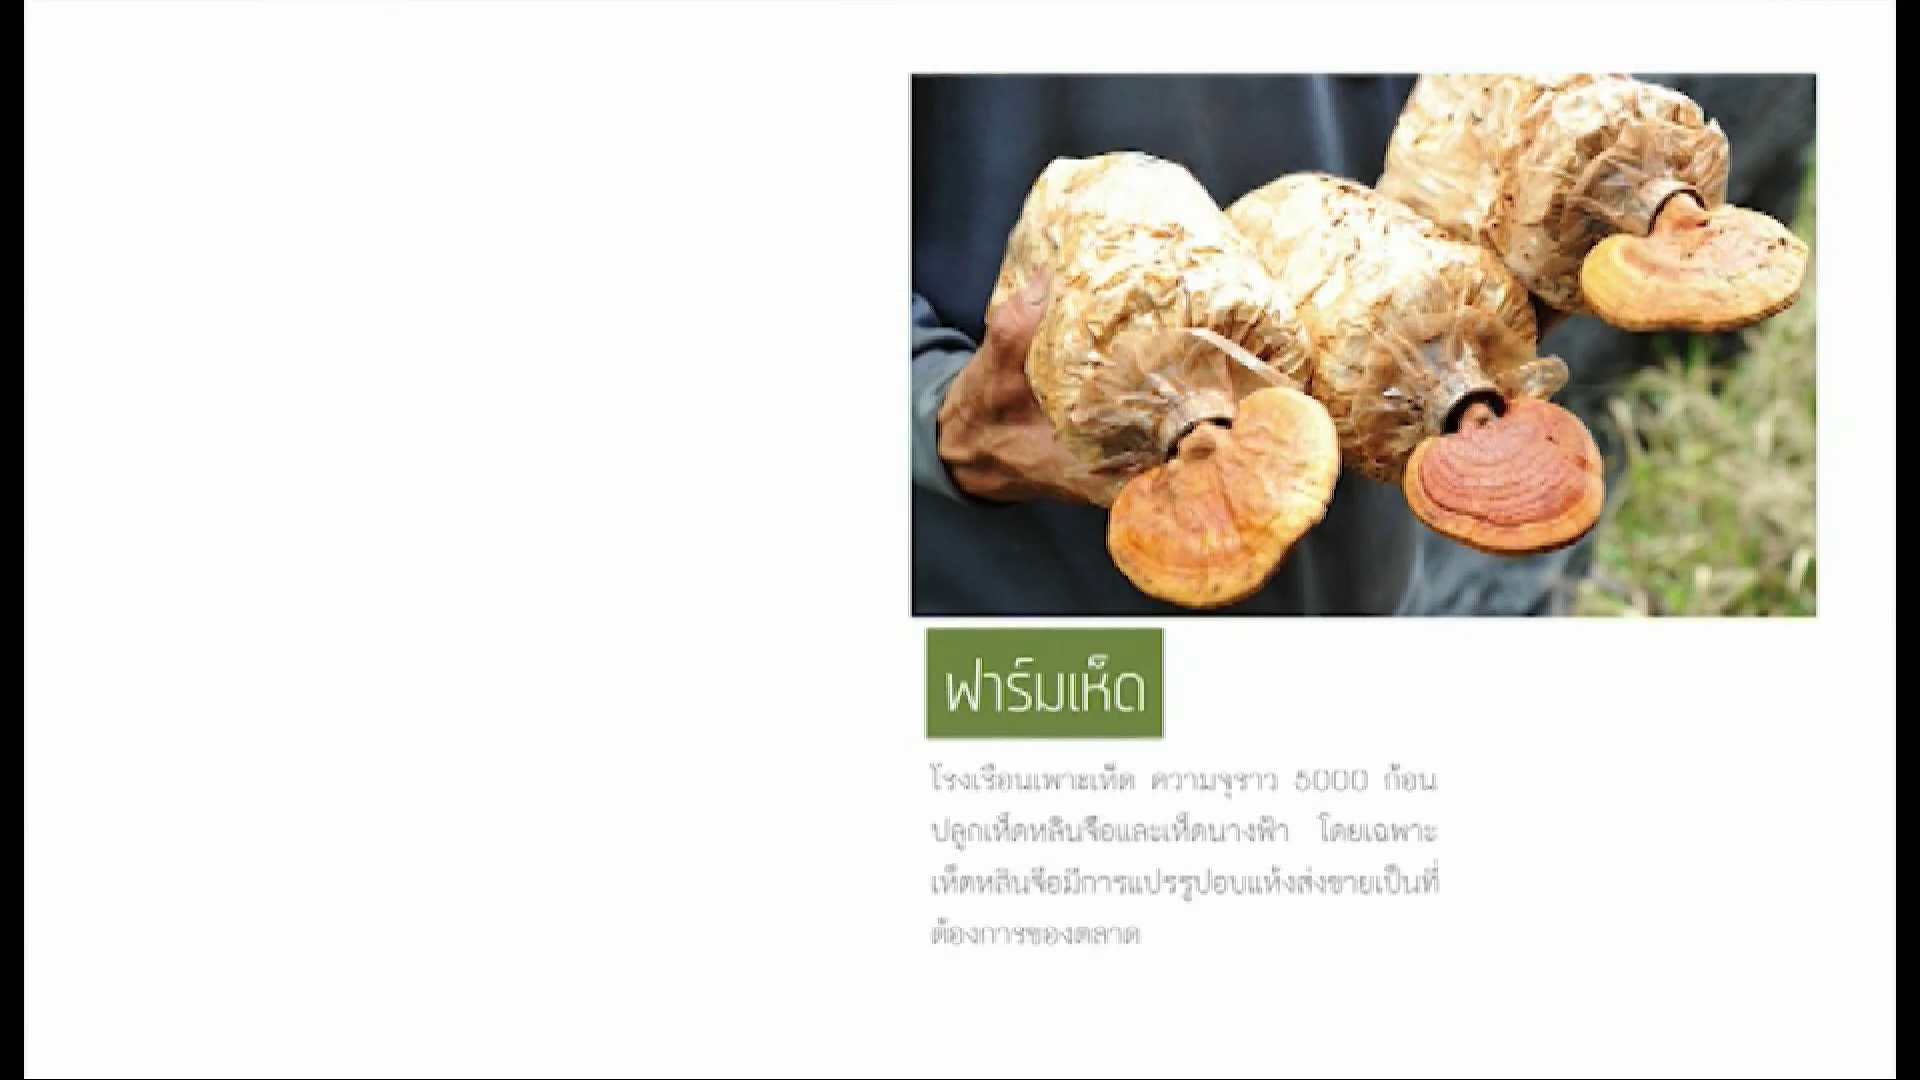 ฟาร์มเห็ด
โรงเรือนเพาะเห็ด ความจุราว 5000 ก้อน
ปลูกเห็ดหลินจือและเห็ดนางฟ้า โดยเฉพาะ
เห็ดหลินจือมีการแปรรูปอบแห้งส่งขายเป็นที่
ต้องการของตลาด